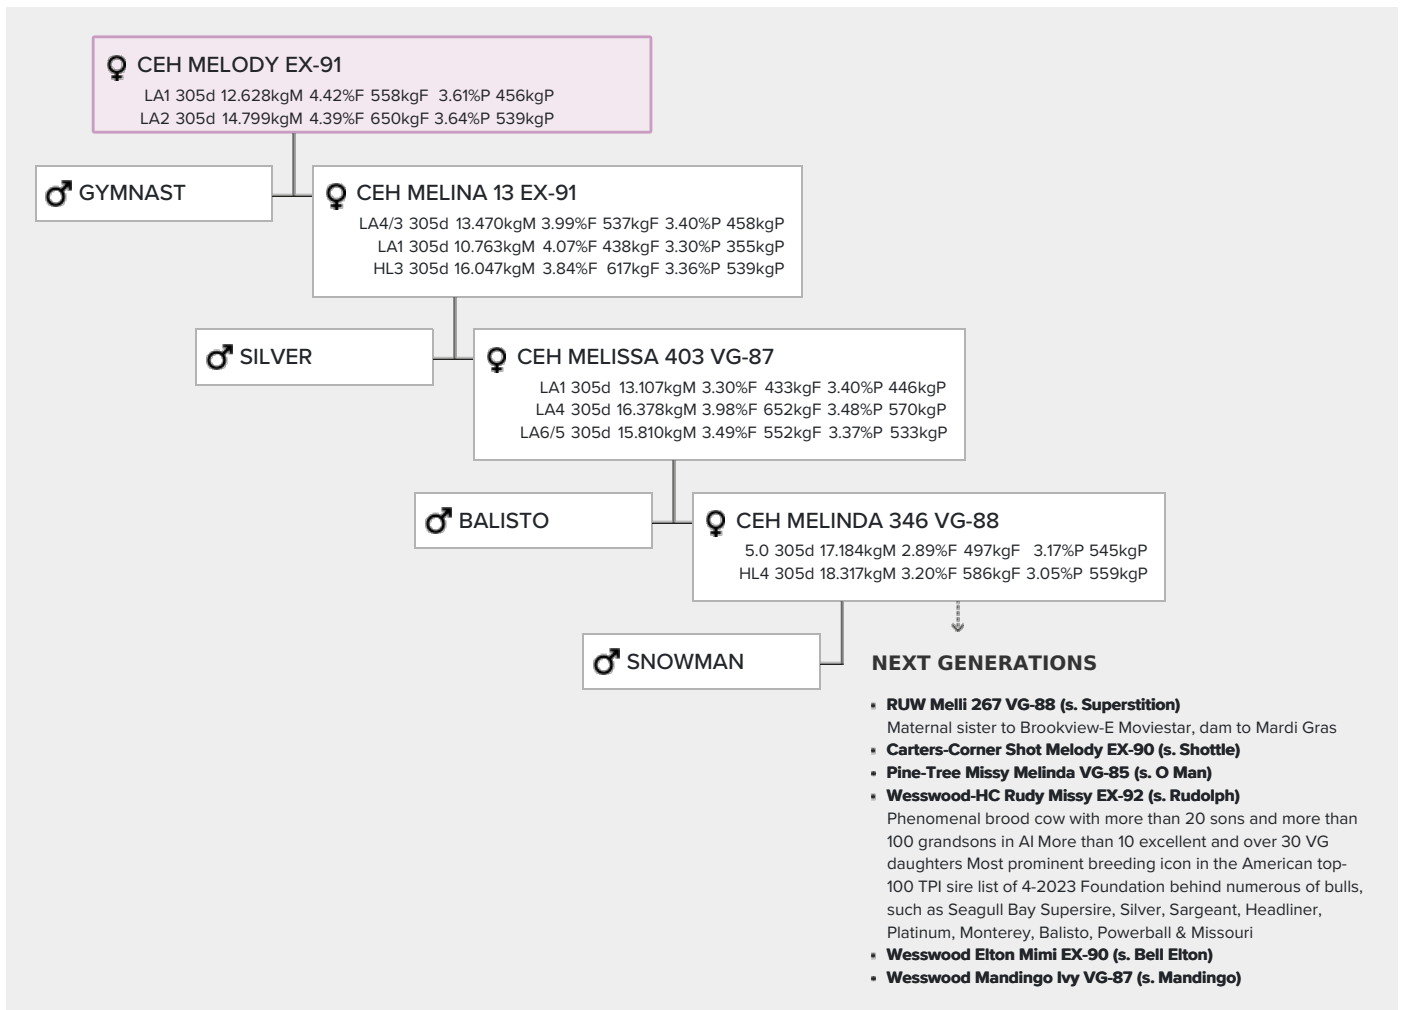 CEH MELODY EX-91
LA1 305d 12.628kgM 4.42%F 558kgF 3.61%P 456kgP
LA2 305d 14.799kgM 4.39%F 650kgF 3.64%P 539kgP
GYMNAST
CEH MELINA 13 EX-91
LA4/3 305d 13.470kgM 3.99%F 537kgF 3.40%P 458kgP
LA1 305d 10.763kgM 4.07%F 438kgF 3.30%P 355kgP
HL3 305d 16.047kgM 3.84%F 617kgF 3.36%P 539kgP
SILVER
CEH MELISSA 403 VG-87
LA1 305d 13.107kgM 3.30%F 433kgF 3.40%P 446kgP
LA4 305d 16.378kgM 3.98%F 652kgF 3.48%P 570kgP
LA6/5 305d 15.810kgM 3.49%F 552kgF 3.37%P 533kgP
BALISTO
CEH MELINDA 346 VG-88
5.0 305d 17.184kgM 2.89%F 497kgF 3.17%P 545kgP
HL4 305d 18.317kgM 3.20%F 586kgF 3.05%P 559kgP
SNOWMAN
NEXT GENERATIONS
RUW Melli 267 VG-88 (s. Superstition)
Maternal sister to Brookview-E Moviestar, dam to Mardi Gras
Carters-Corner Shot Melody EX-90 (s. Shottle)
Pine-Tree Missy Melinda VG-85 (s. O Man)
Wesswood-HC Rudy Missy EX-92 (s. Rudolph)
Phenomenal brood cow with more than 20 sons and more than
100 grandsons in AI More than 10 excellent and over 30 VG
daughters Most prominent breeding icon in the American top-
100 TPI sire list of 4-2023 Foundation behind numerous of bulls,
such as Seagull Bay Supersire, Silver, Sargeant, Headliner,
Platinum, Monterey, Balisto, Powerball & Missouri
Wesswood Elton Mimi EX-90 (s. Bell Elton)
Wesswood Mandingo Ivy VG-87 (s. Mandingo)